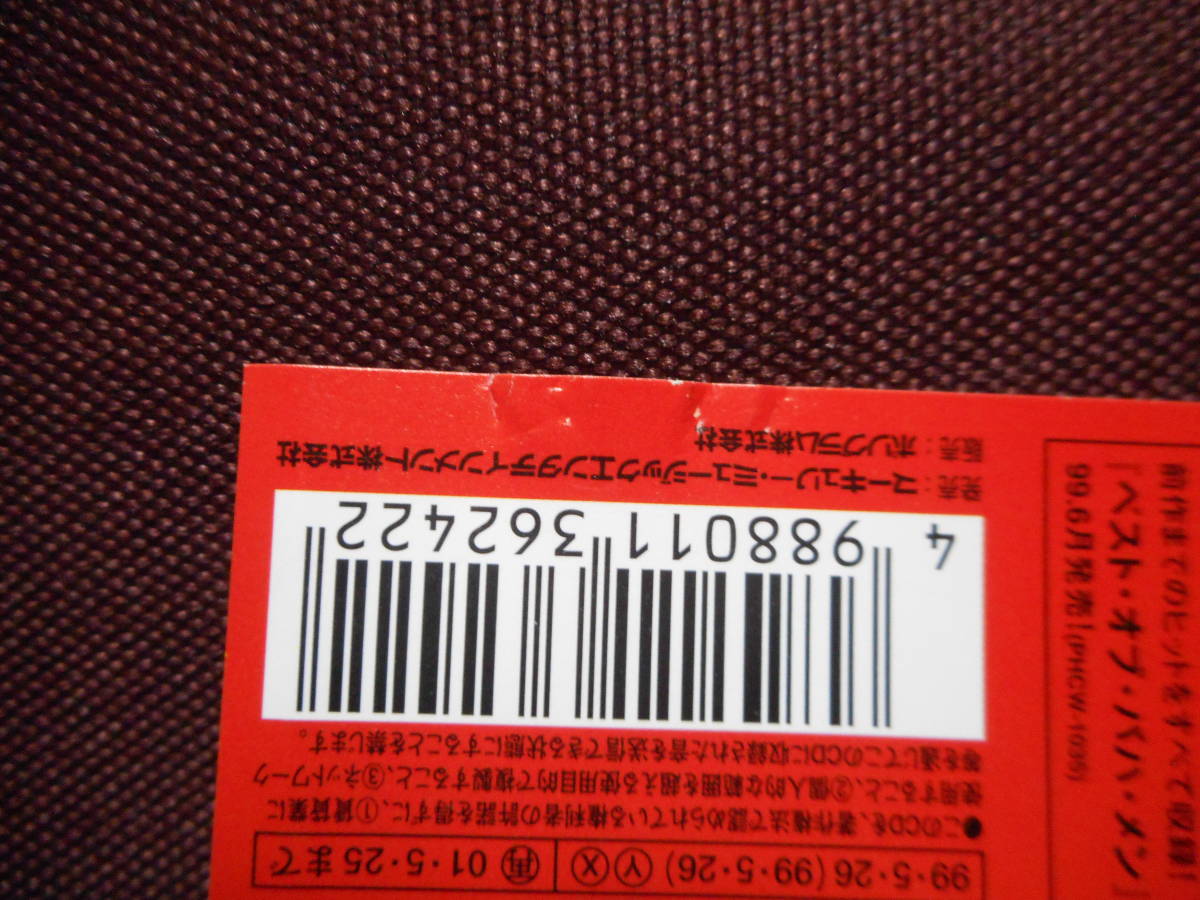 99・5・26 (99・5・26) Ⓨ Ⓧ ㊞ 01・5・25まで
●このCDを、著作権法で認められている権利者の許諾を得ずに、①賃貸業に
使用すること、②個人的な範囲を超える使用目的で複製すること、③ネットワーク
等を通じてこのCDに収録された音を送信できる状態にすることを禁じます。
4 988011 362422
発売:マーキュリー・ミュージックエンタテインメント株式会社
販売:ポリグラム株式会社
前作までのヒットをすべて収録!
「ベスト・オブ・ババ・メン
99.6月発売!(PHCW-1035)